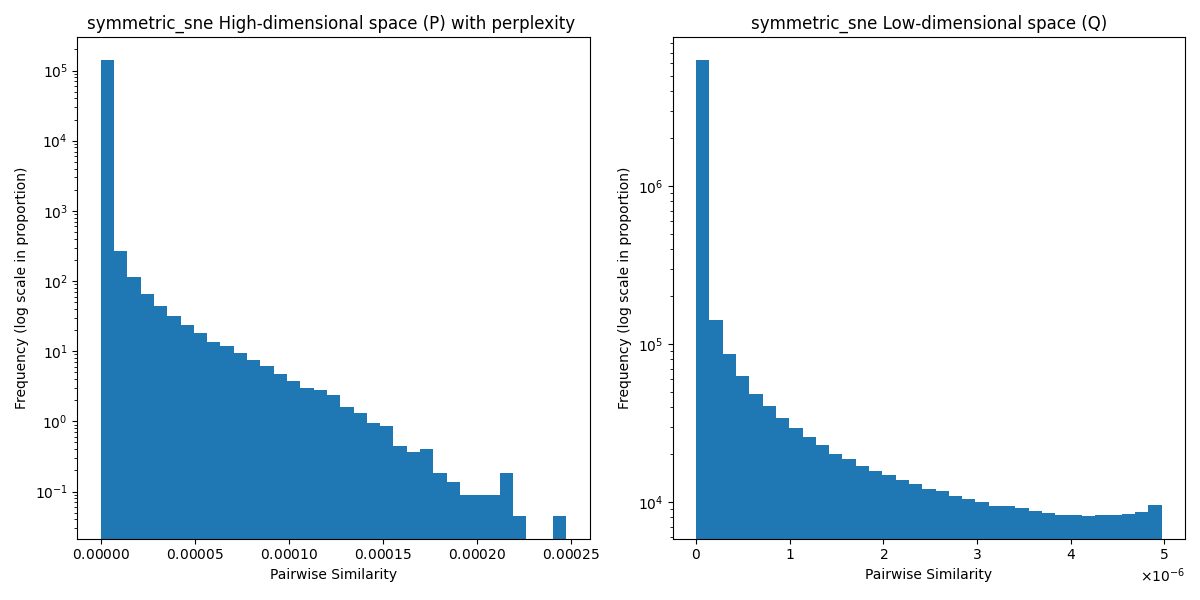 symmetric_sne High-dimensional space (P) with perplexity
Frequency (log scale in proportion)
10^5
10^4
10^3
10^2
10^1
10^0
10^−1
0.00000 0.00005 0.00010 0.00015 0.00020 0.00025
Pairwise Similarity
symmetric_sne Low-dimensional space (Q)
Frequency (log scale in proportion)
10^6
10^5
10^4
0 1 2 3 4 5
×10^−6
Pairwise Similarity